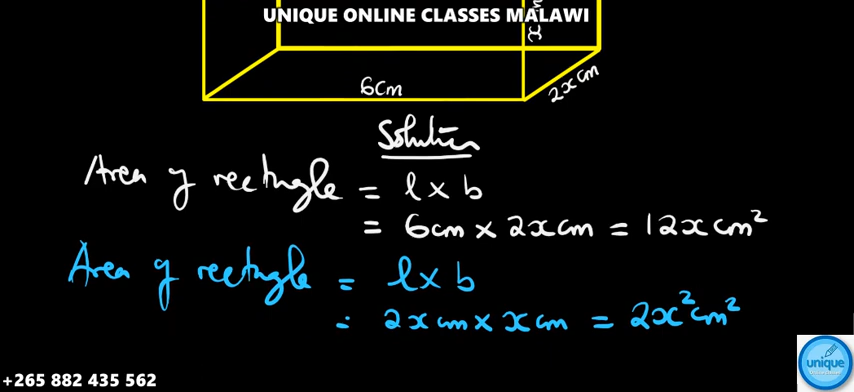 UNIQUE ONLINE CLASSES MALAWI
6cm
2x cm
Solution
Area of rectangle = l × b
= 6cm × 2x cm = 12x cm²
Area of rectangle = l × b
= 2x cm × x cm = 2x² cm²
unique
+265 882 435 562